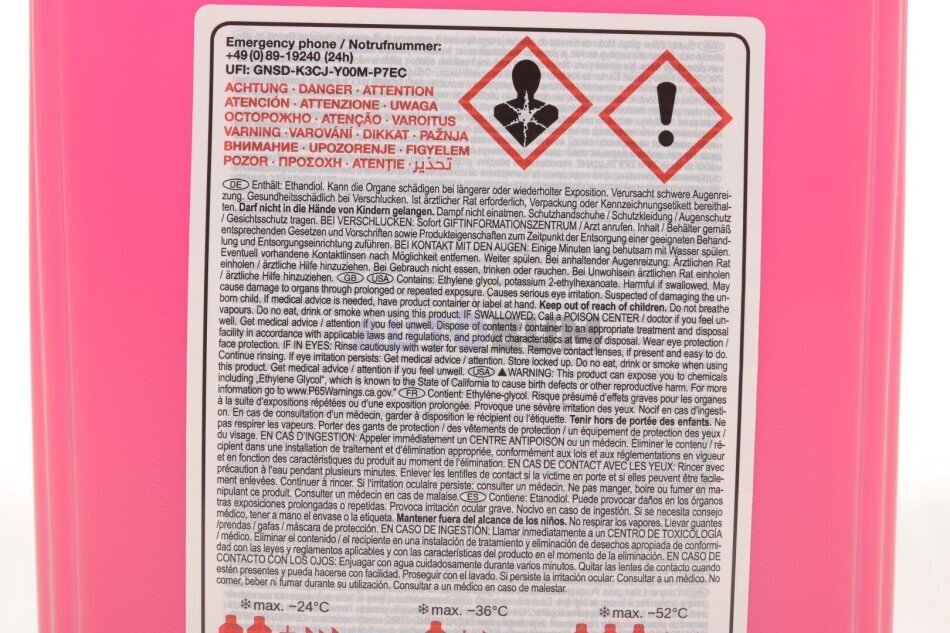 Emergency phone / Notrufnummer:
+49 (0) 89-19240 (24h)
UFI: GNSD-K3CJ-Y00M-P7EC
ACHTUNG · DANGER · ATTENTION
ATENCIÓN · ATTENZIONE · UWAGA
ОСТОРОЖНО · ATENÇÃO · VAROITUS
VARNING · VAROVÁNÍ · DIKKAT · PAŽNJA
ВНИМАНИЕ · UPOZORENJE · FIGYELEM
POZOR · ΠΡΟΣΟΧΗ · ATENȚIE · تحذير
DE Enthält: Ethandiol. Kann die Organe schädigen bei längerer oder wiederholter Exposition. Verursacht schwere Augenrei-
zung. Gesundheitsschädlich bei Verschlucken. Ist ärztlicher Rat erforderlich, Verpackung oder Kennzeichnungsetikett bereithal-
ten. Darf nicht in die Hände von Kindern gelangen. Dampf nicht einatmen. Schutzhandschuhe / Schutzkleidung / Augenschutz
/ Gesichtsschutz tragen. BEI VERSCHLUCKEN: Sofort GIFTINFORMATIONSZENTRUM / Arzt anrufen. Inhalt / Behälter gemäß
entsprechenden Gesetzen und Vorschriften sowie Produkteigenschaften zum Zeitpunkt der Entsorgung einer geeigneten Behand-
lung und Entsorgungseinrichtung zuführen. BEI KONTAKT MIT DEN AUGEN: Einige Minuten lang behutsam mit Wasser spülen.
Eventuell vorhandene Kontaktlinsen nach Möglichkeit entfernen. Weiter spülen. Bei anhaltender Augenreizung: Ärztlichen Rat
einholen / ärztliche Hilfe hinzuziehen. Bei Gebrauch nicht essen, trinken oder rauchen. Bei Unwohlsein ärztlichen Rat einholen
/ ärztliche Hilfe hinzuziehen. GB USA Contains: Ethylene glycol, potassium 2-ethylhexanoate. Harmful if swallowed. May
cause damage to organs through prolonged or repeated exposure. Causes serious eye irritation. Suspected of damaging the un-
born child. If medical advice is needed, have product container or label at hand. Keep out of reach of children. Do not breathe
vapours. Do no eat, drink or smoke when using this product. IF SWALLOWED: Call a POISON CENTER / doctor if you feel un-
well. Get medical advice / attention if you feel unwell. Dispose of contents / container to an appropriate treatment and disposal
facility in accordance with applicable laws and regulations, and product characteristics at time of disposal. Wear eye protection /
face protection. IF IN EYES: Rinse cautiously with water for several minutes. Remove contact lenses, if present and easy to do.
Continue rinsing. If eye irritation persists: Get medical advice / attention. Store locked up. Do no eat, drink or smoke when using
this product. Get medical advice / attention if you feel unwell. USA ▲WARNING: This product can expose you to chemicals
including „Ethylene Glycol", which is known to the State of California to cause birth defects or other reproductive harm. For more
information go to www.P65Warnings.ca.gov." FR Contient: Éthylène-glycol. Risque présumé d'effets graves pour les organes
à la suite d'expositions répétées ou d'une exposition prolongée. Provoque une sévère irritation des yeux. Nocif en cas d'ingesti-
on. En cas de consultation d'un médecin, garder à disposition le récipient ou l'étiquette. Tenir hors de portée des enfants. Ne
pas respirer les vapeurs. Porter des gants de protection / des vêtements de protection / un équipement de protection des yeux /
du visage. EN CAS D'INGESTION: Appeler immédiatement un CENTRE ANTIPOISON ou un médecin. Eliminer le contenu / ré-
cipient dans une installation de traitement et d'élimination appropriée, conformément aux lois et aux réglementations en vigueur
et en fonction des caractéristiques du produit au moment de l'élimination. EN CAS DE CONTACT AVEC LES YEUX: Rincer avec
précaution à l'eau pendant plusieurs minutes. Enlever les lentilles de contact si la victime en porte et si elles peuvent être facile-
ment enlevées. Continuer à rincer. Si l'irritation oculaire persiste: consulter un médecin. Ne pas manger, boire ou fumer en ma-
nipulant ce produit. Consulter un médecin en cas de malaise. ES Contiene: Etanodiol. Puede provocar daños en los órganos
tras exposiciones prolongadas o repetidas. Provoca irritación ocular grave. Nocivo en caso de ingestión. Si se necesita consejo
médico, tener a mano el envase o la etiqueta. Mantener fuera del alcance de los niños. No respirar los vapores. Llevar guantes
/prendas / gafas / máscara de protección. EN CASO DE INGESTIÓN: Llamar inmediatamente a un CENTRO DE TOXICOLOGÍA
/ médico. Eliminar el contenido / el recipiente en una instalación de tratamiento y eliminación de desechos apropiada de conformi-
dad con las leyes y reglamentos aplicables y con las características del producto en el momento de la eliminación. EN CASO DE
CONTACTO CON LOS OJOS: Enjuagar con agua cuidadosamente durante varios minutos. Quitar las lentes de contacto cuando
estén presentes y pueda hacerse con facilidad. Proseguir con el lavado. Si persiste la irritación ocular: Consultar a un médico. No
comer, beber ni fumar durante su utilización. Consultar a un médico en caso de malestar.
max. −24°C
max. −36°C
max. −52°C